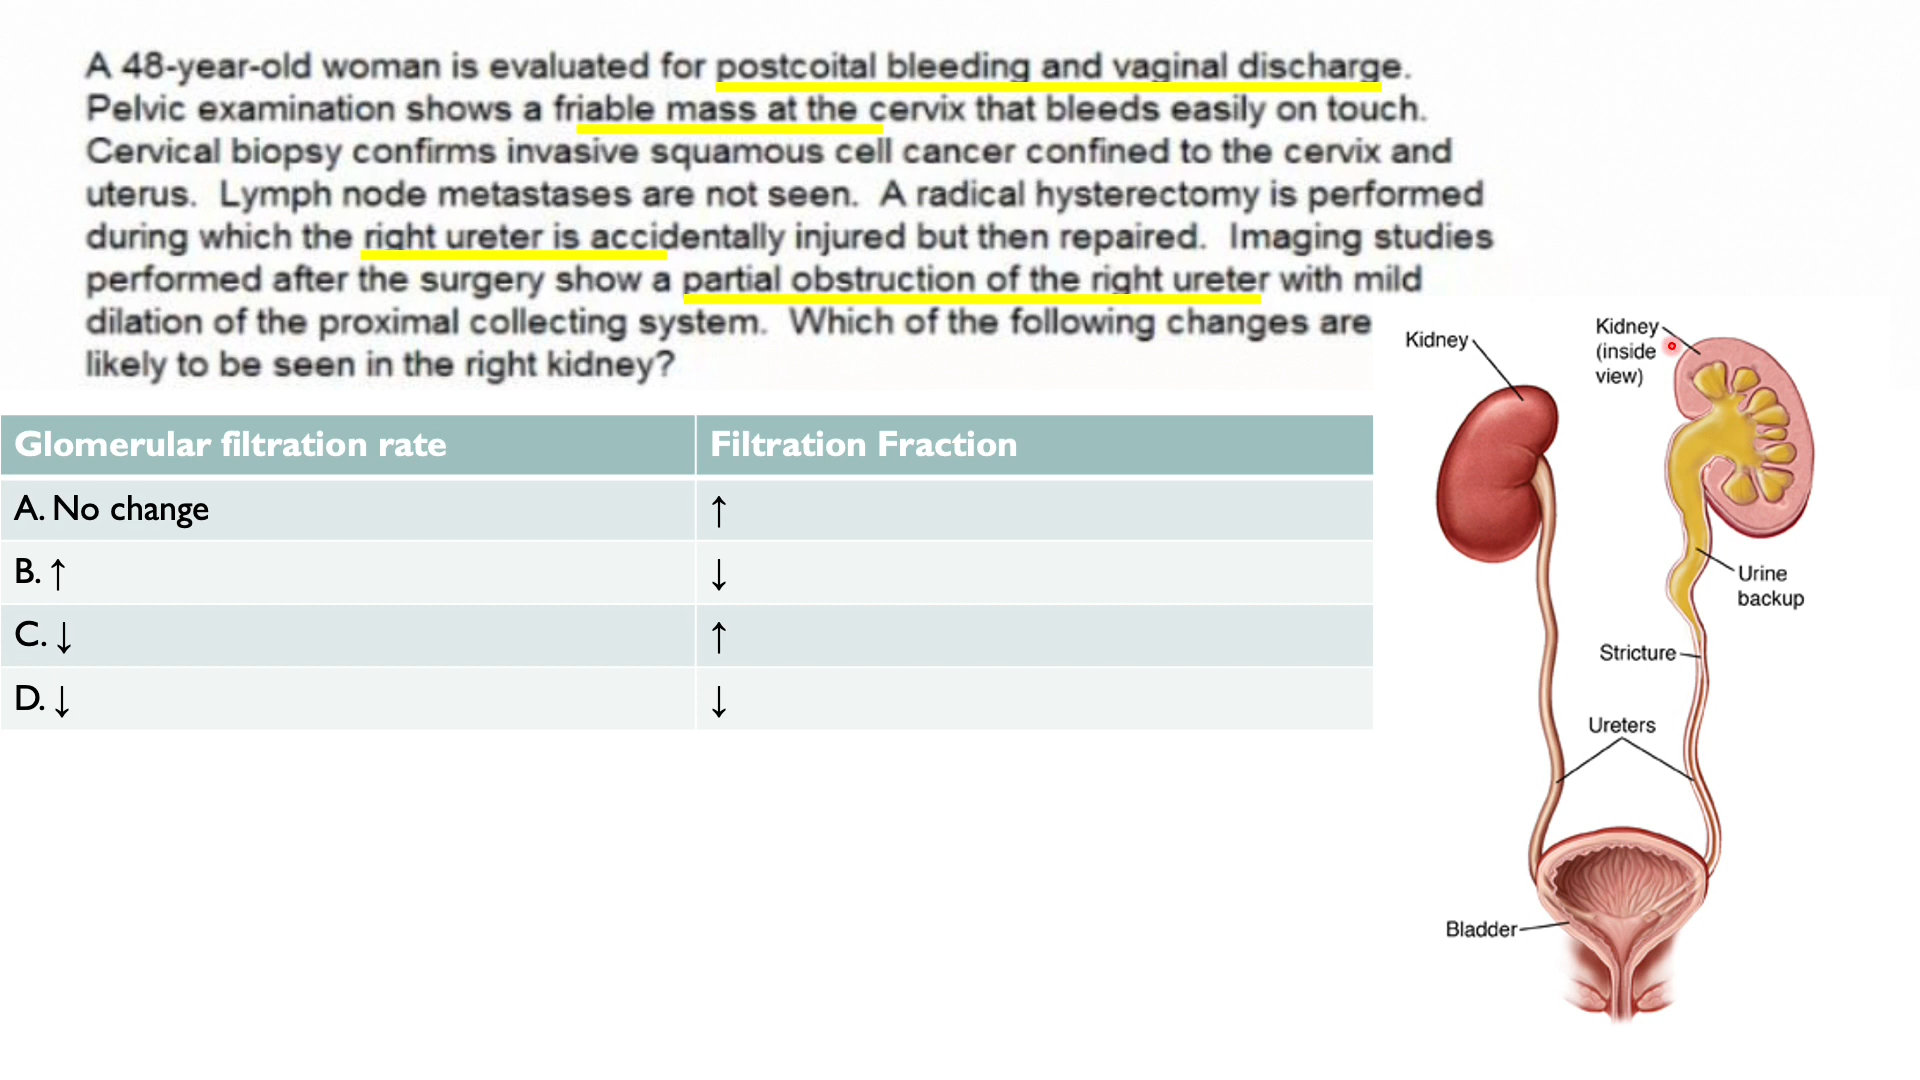 A 48-year-old woman is evaluated for postcoital bleeding and vaginal discharge.
Pelvic examination shows a friable mass at the cervix that bleeds easily on touch.
Cervical biopsy confirms invasive squamous cell cancer confined to the cervix and
uterus. Lymph node metastases are not seen. A radical hysterectomy is performed
during which the right ureter is accidentally injured but then repaired. Imaging studies
performed after the surgery show a partial obstruction of the right ureter with mild
dilation of the proximal collecting system. Which of the following changes are
likely to be seen in the right kidney?
Glomerular filtration rate Filtration Fraction
A. No change ↑
B. ↑ ↓
C. ↓ ↑
D. ↓ ↓
Kidney
Kidney
(inside
view)
Urine
backup
Stricture
Ureters
Bladder